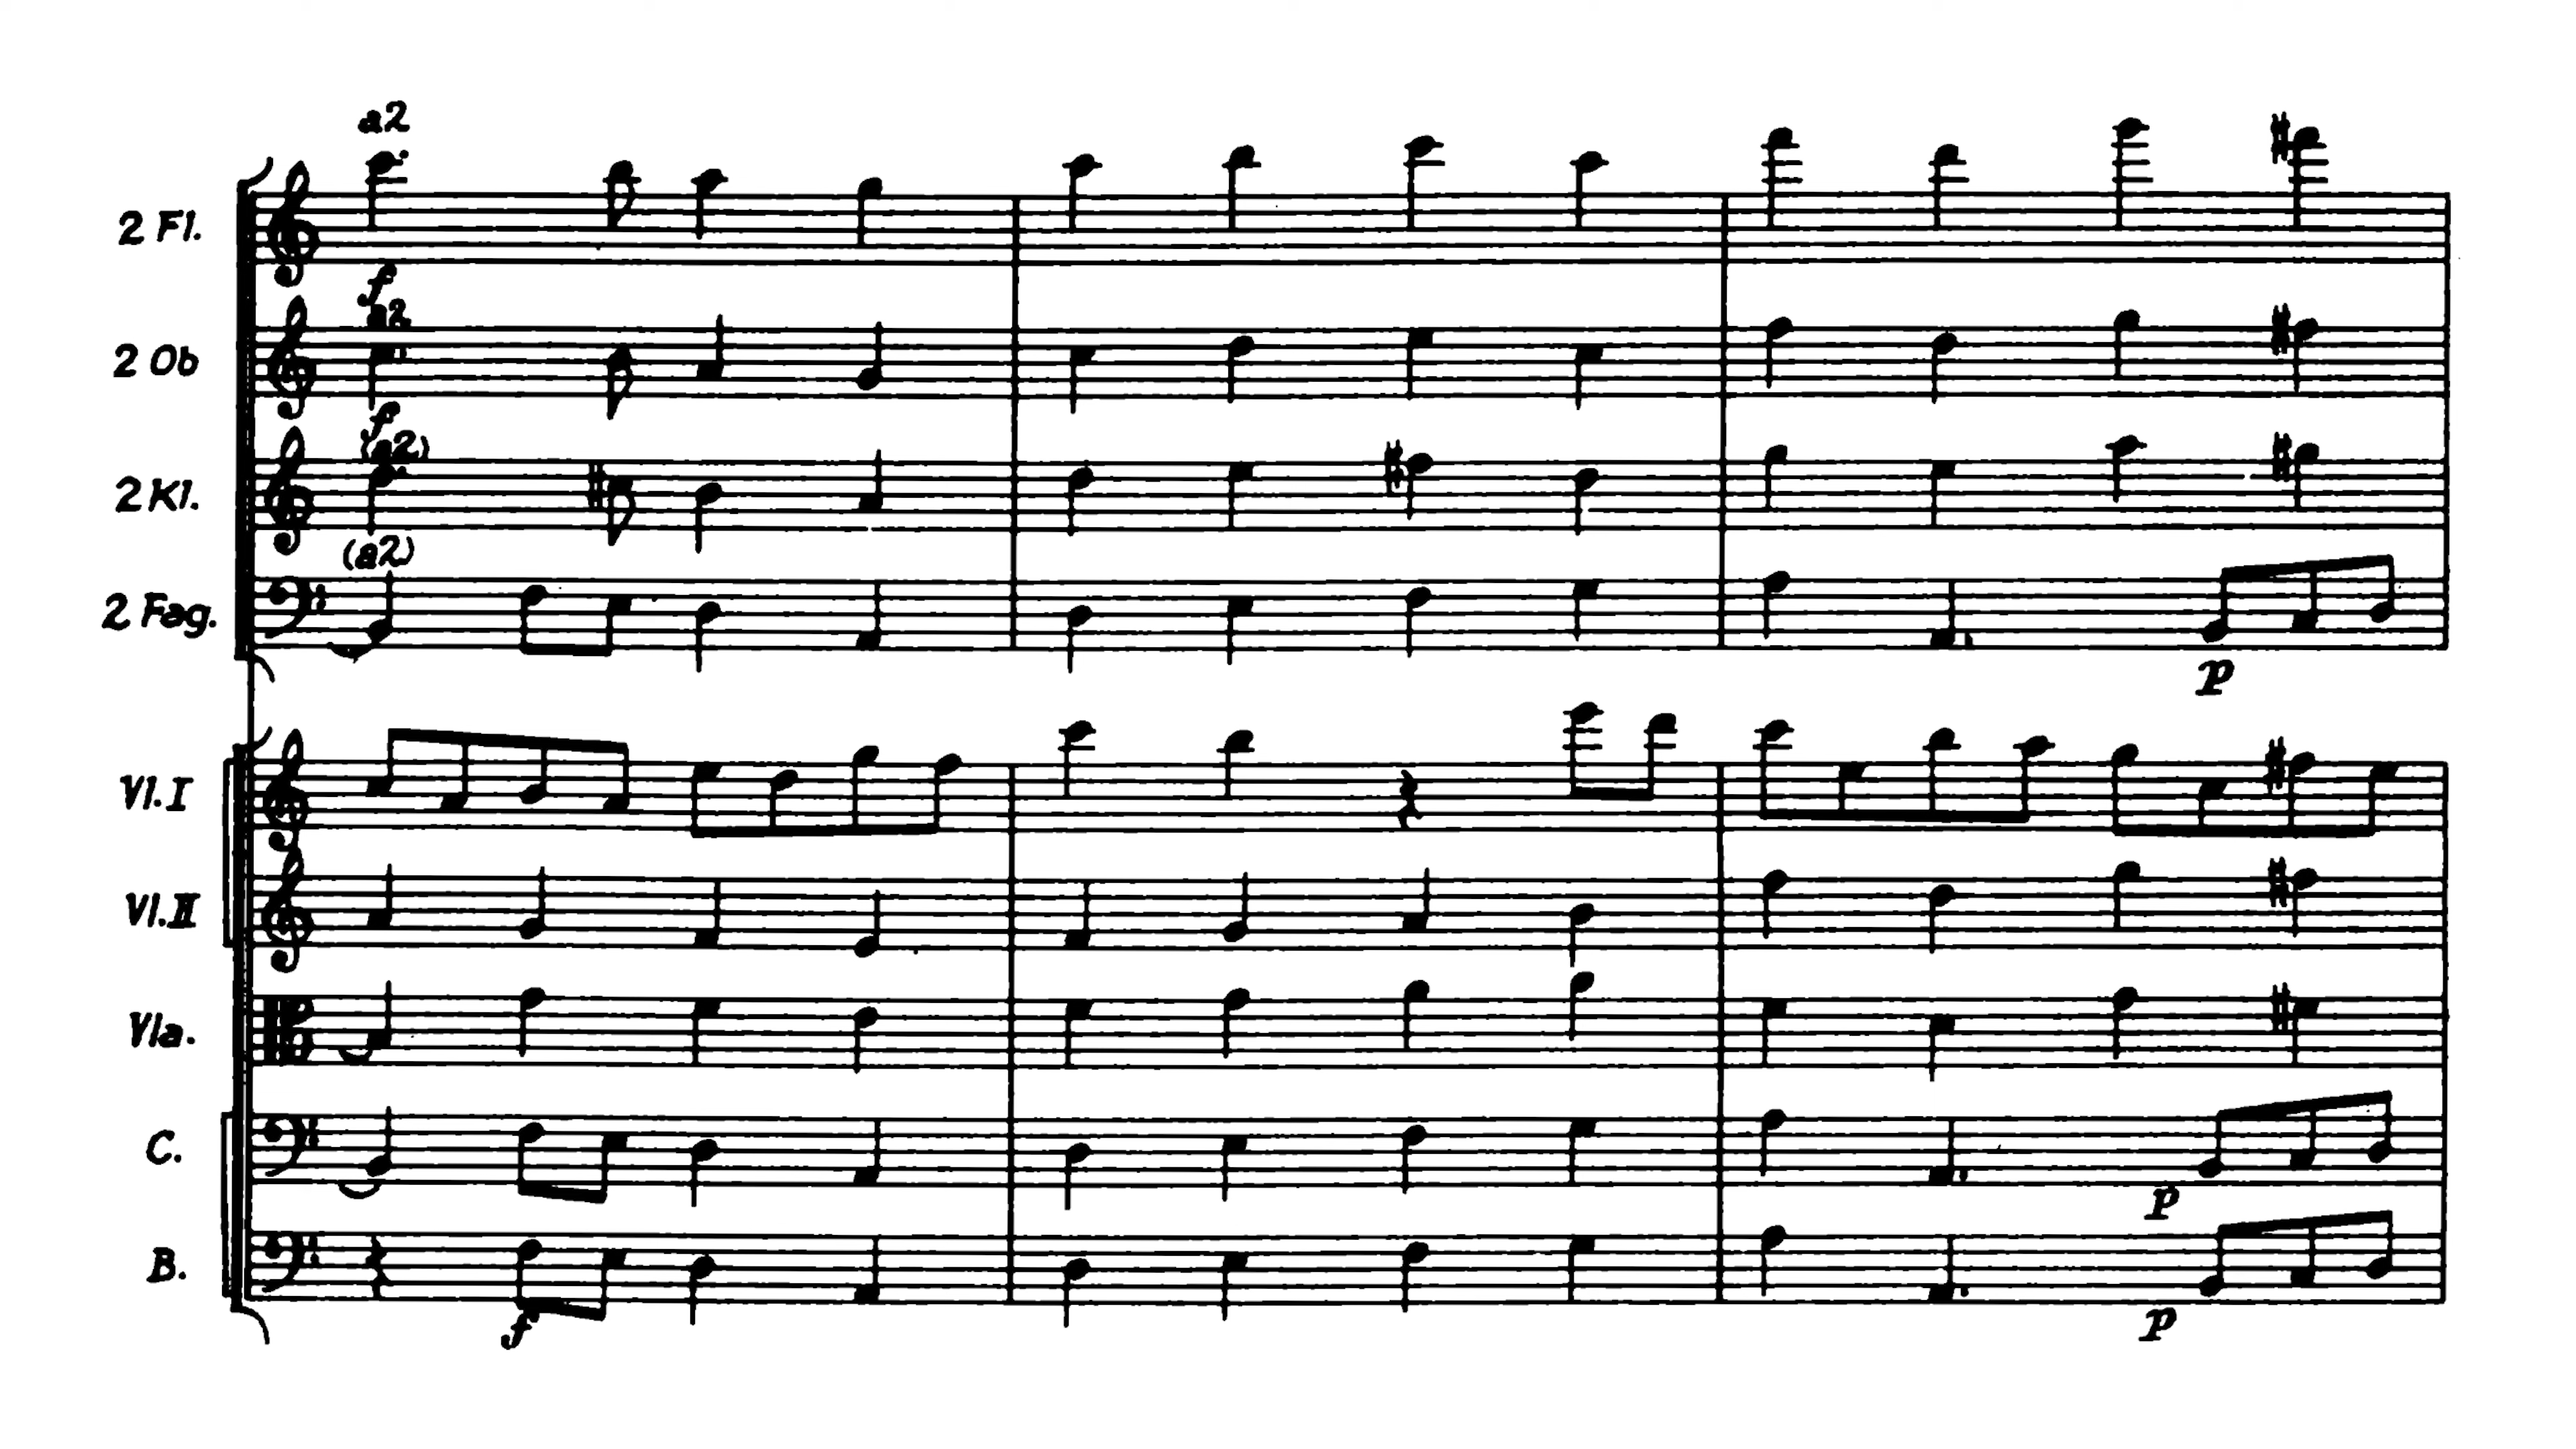 a2
2 Fl.
f
a2
2 Ob
f
(a2)
2 Kl.
(a2)
2 Fag.
p
Vl. I
Vl. II
Vla.
C.
p
B.
f
p